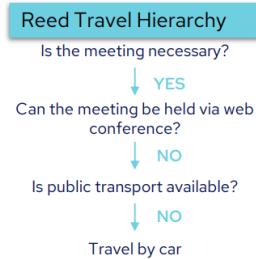 Reed Travel Hierarchy
Is the meeting necessary?
YES
Can the meeting be held via web
conference?
NO
Is public transport available?
NO
Travel by car